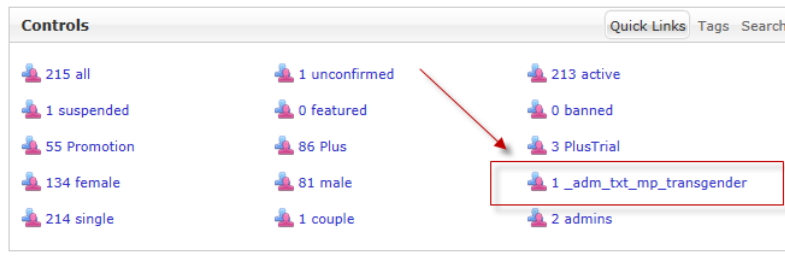 Controls Quick Links Tags Search
215 all 1 unconfirmed 213 active
1 suspended 0 featured 0 banned
55 Promotion 86 Plus 3 PlusTrial
134 female 81 male 1 _adm_txt_mp_transgender
214 single 1 couple 2 admins